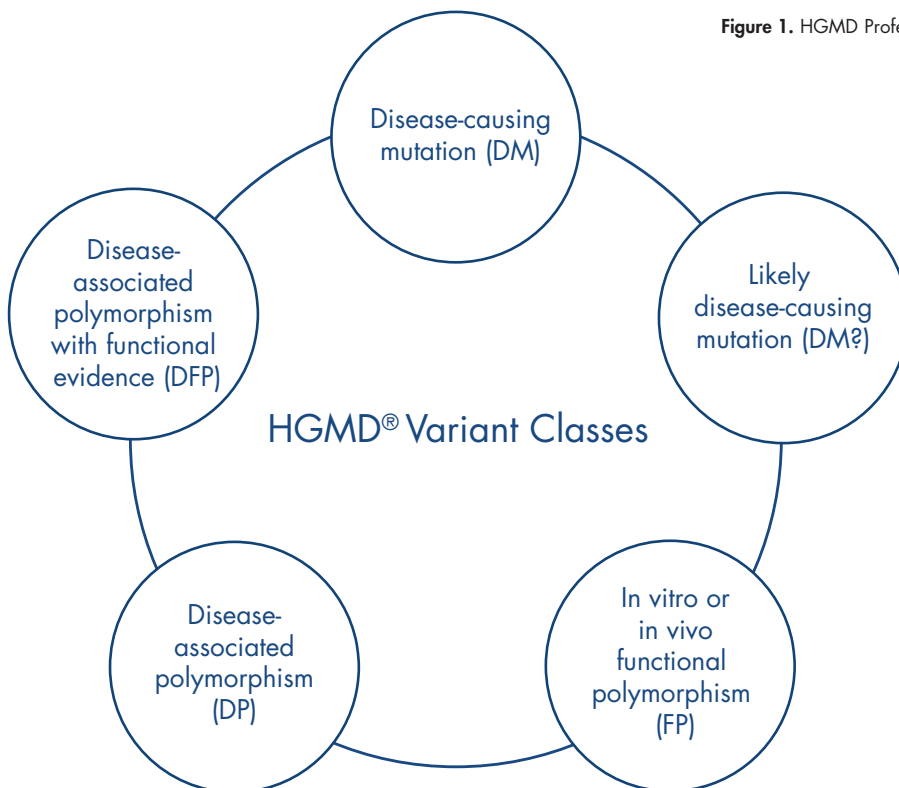 Figure 1. HGMD Profe
Disease-causing
mutation (DM)
Disease-
associated
polymorphism
with functional
evidence (DFP)
Likely
disease-causing
mutation (DM?)
HGMD® Variant Classes
Disease-
associated
polymorphism
(DP)
In vitro or
in vivo
functional
polymorphism
(FP)